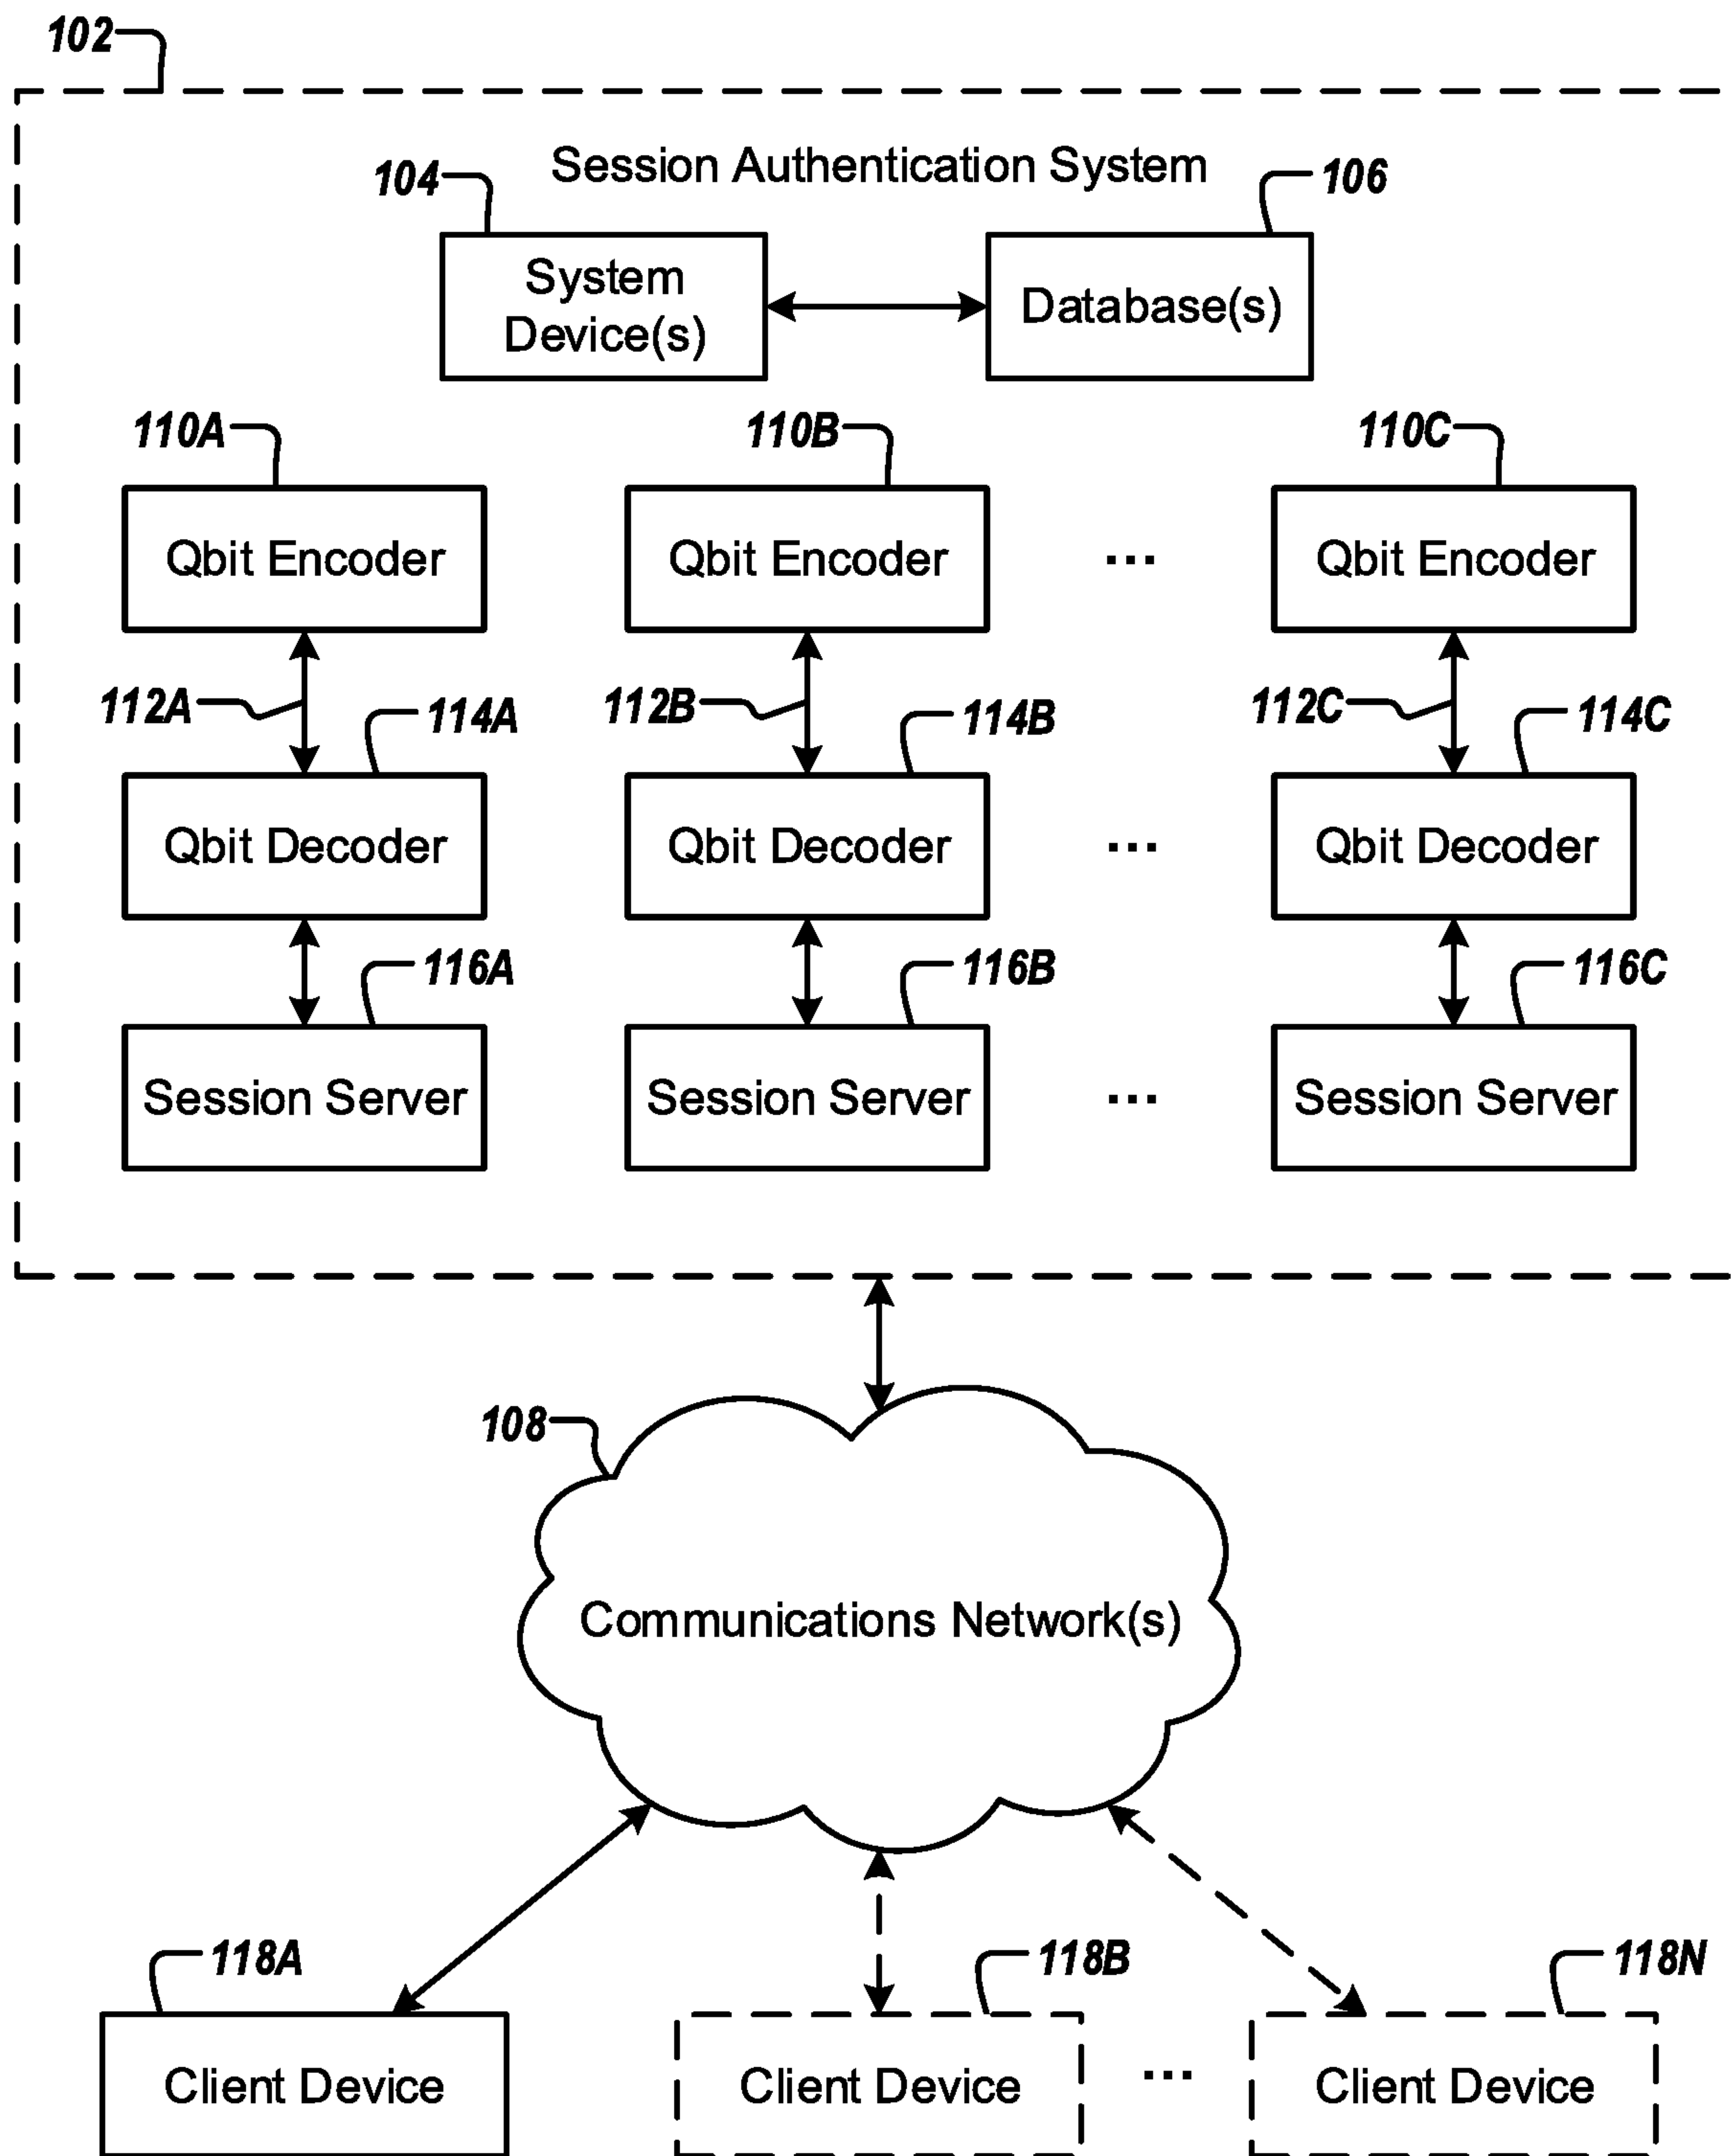 102
Session Authentication System
104
106
System
Device(s)
Database(s)
110A
110B
110C
Qbit Encoder
Qbit Encoder
...
Qbit Encoder
112A
114A
112B
114B
112C
114C
Qbit Decoder
Qbit Decoder
...
Qbit Decoder
116A
116B
116C
Session Server
Session Server
...
Session Server
108
Communications Network(s)
118A
118B
118N
Client Device
Client Device
...
Client Device